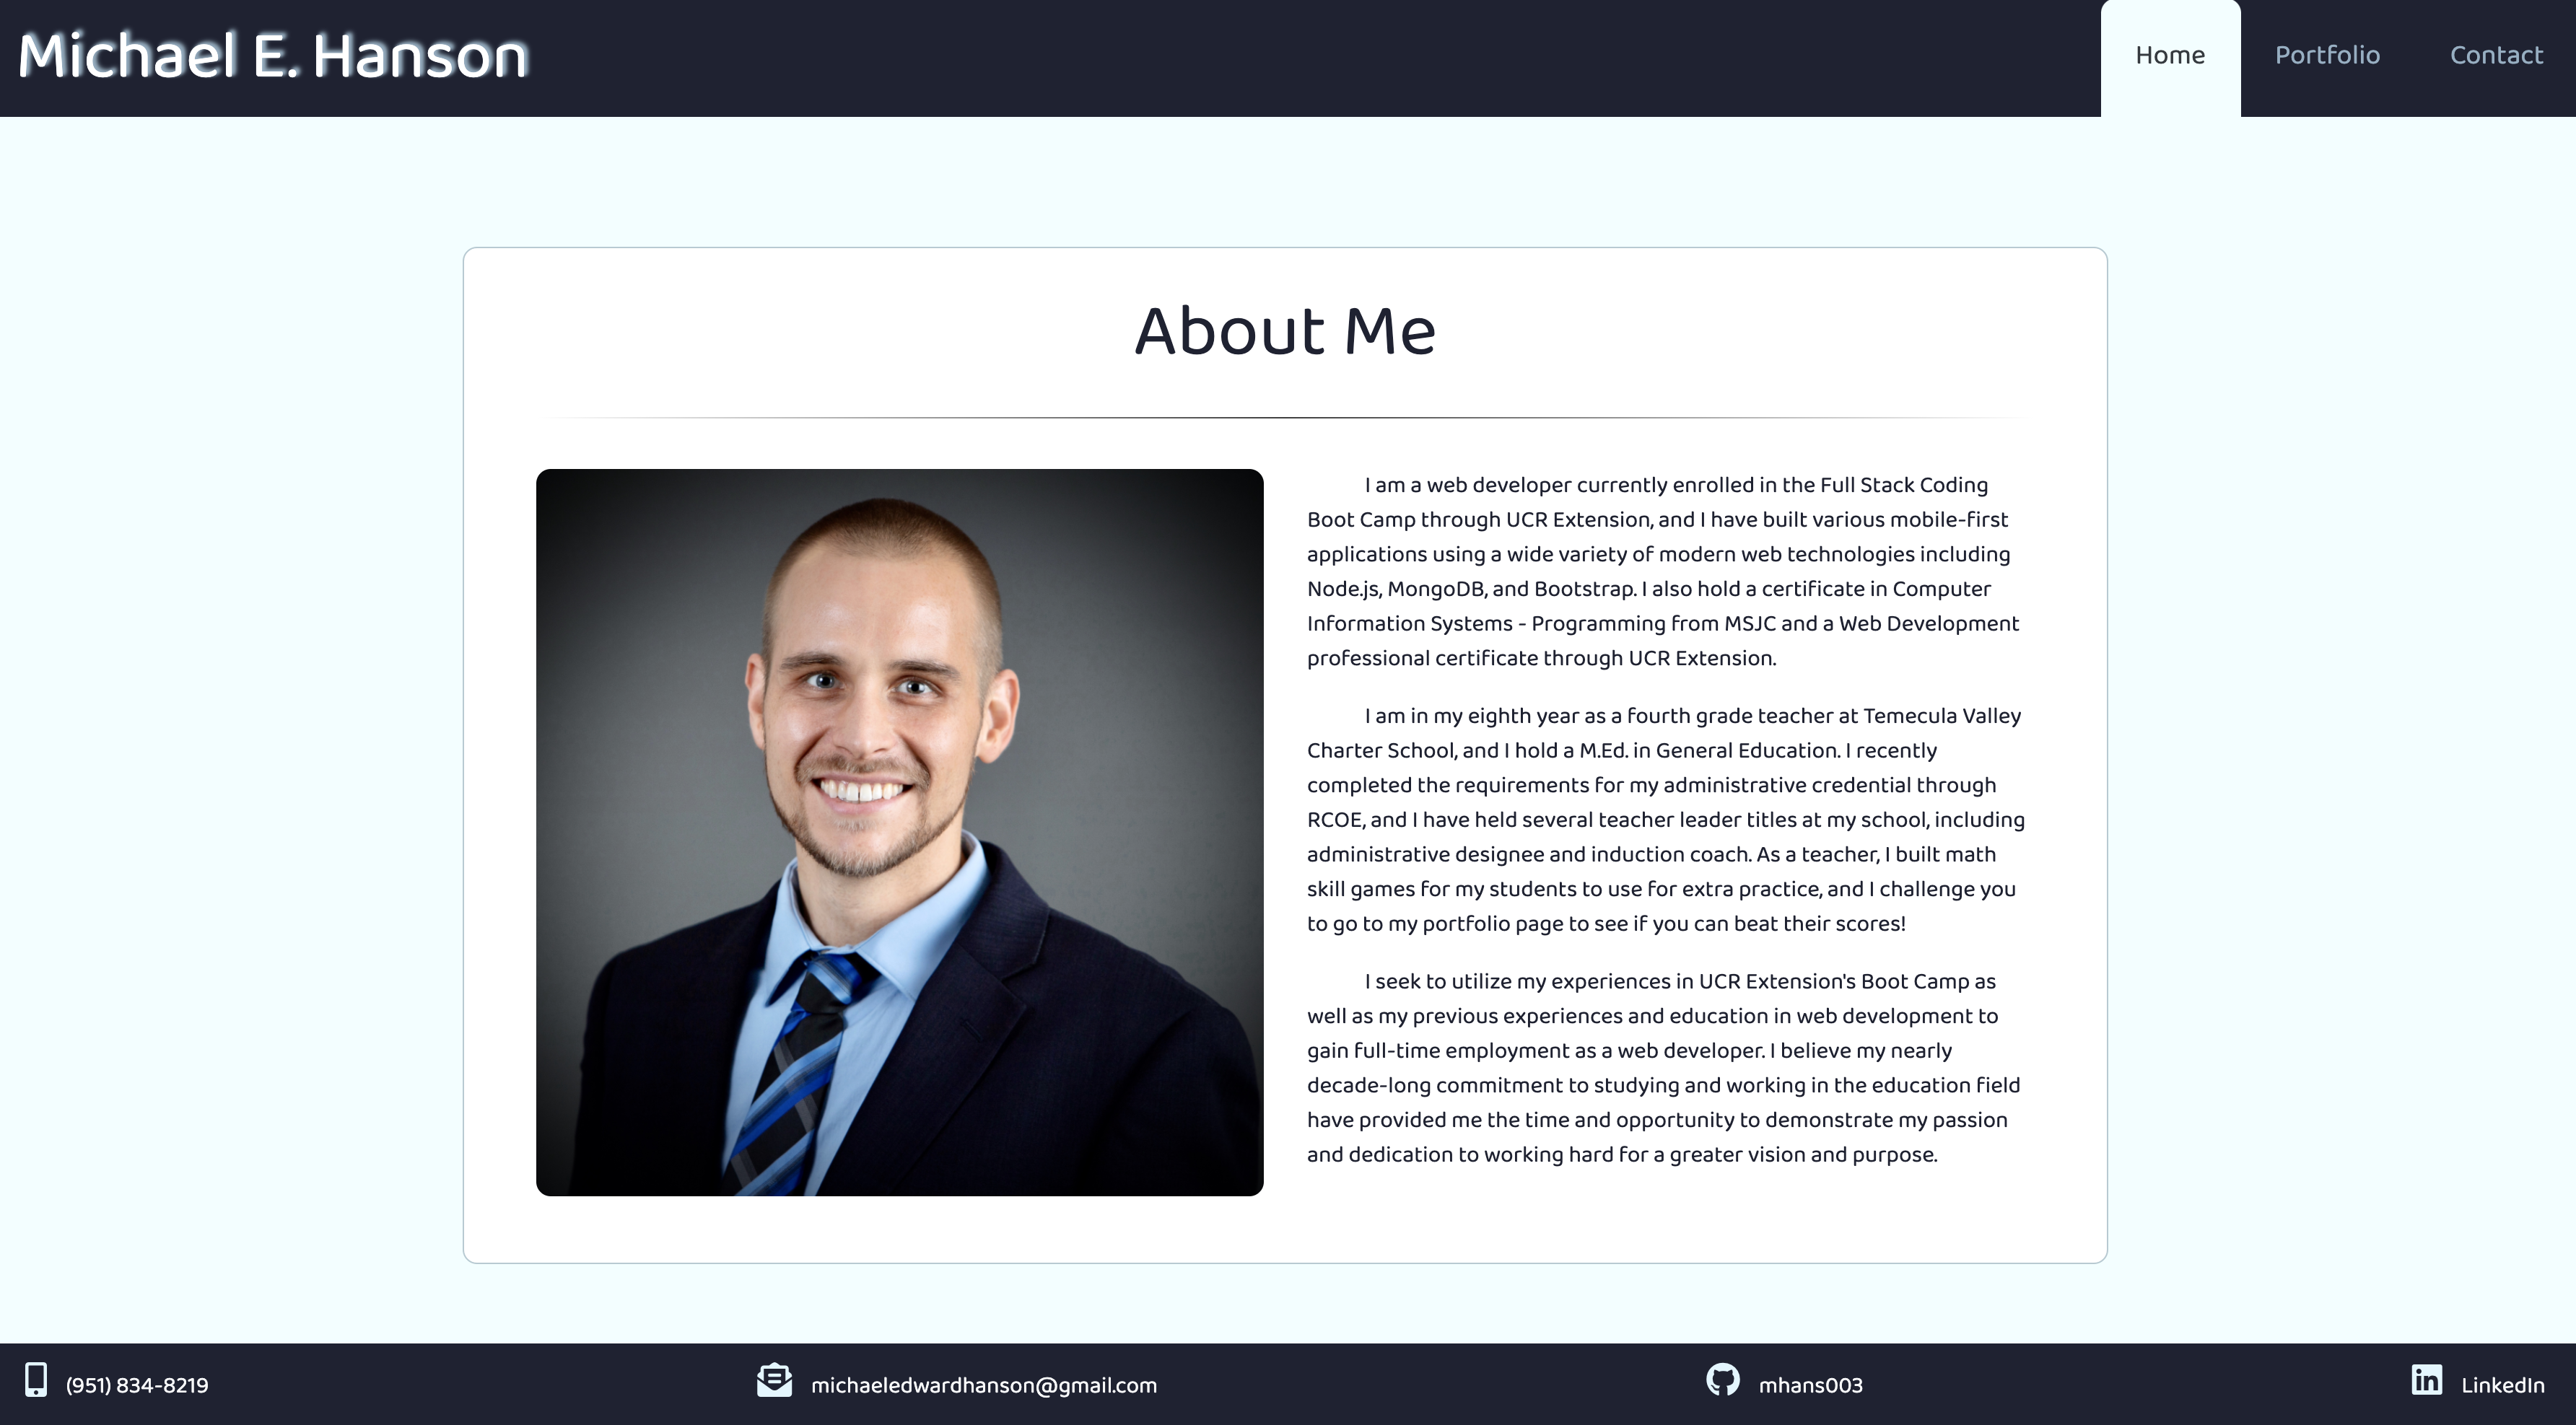 Michael E. Hanson
Home
Portfolio
Contact
About Me
I am a web developer currently enrolled in the Full Stack Coding
Boot Camp through UCR Extension, and I have built various mobile-first
applications using a wide variety of modern web technologies including
Node.js, MongoDB, and Bootstrap. I also hold a certificate in Computer
Information Systems - Programming from MSJC and a Web Development
professional certificate through UCR Extension.
I am in my eighth year as a fourth grade teacher at Temecula Valley
Charter School, and I hold a M.Ed. in General Education. I recently
completed the requirements for my administrative credential through
RCOE, and I have held several teacher leader titles at my school, including
administrative designee and induction coach. As a teacher, I built math
skill games for my students to use for extra practice, and I challenge you
to go to my portfolio page to see if you can beat their scores!
I seek to utilize my experiences in UCR Extension's Boot Camp as
well as my previous experiences and education in web development to
gain full-time employment as a web developer. I believe my nearly
decade-long commitment to studying and working in the education field
have provided me the time and opportunity to demonstrate my passion
and dedication to working hard for a greater vision and purpose.
(951) 834-8219
michaeledwardhanson@gmail.com
mhans003
LinkedIn